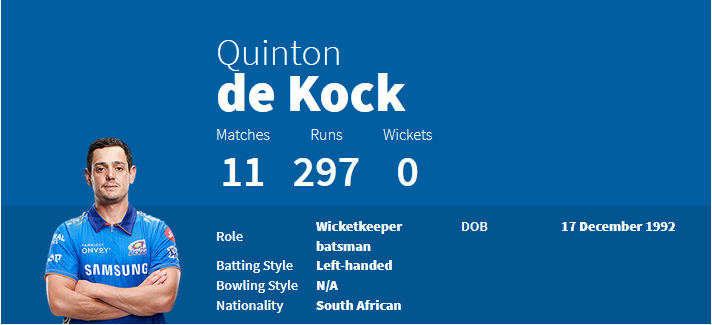 Quinton
de Kock
Matches Runs Wickets
11 297 0
Role Wicketkeeper batsman DOB 17 December 1992
Batting Style Left-handed
Bowling Style N/A
Nationality South African
ONVOY
SAMSUNG